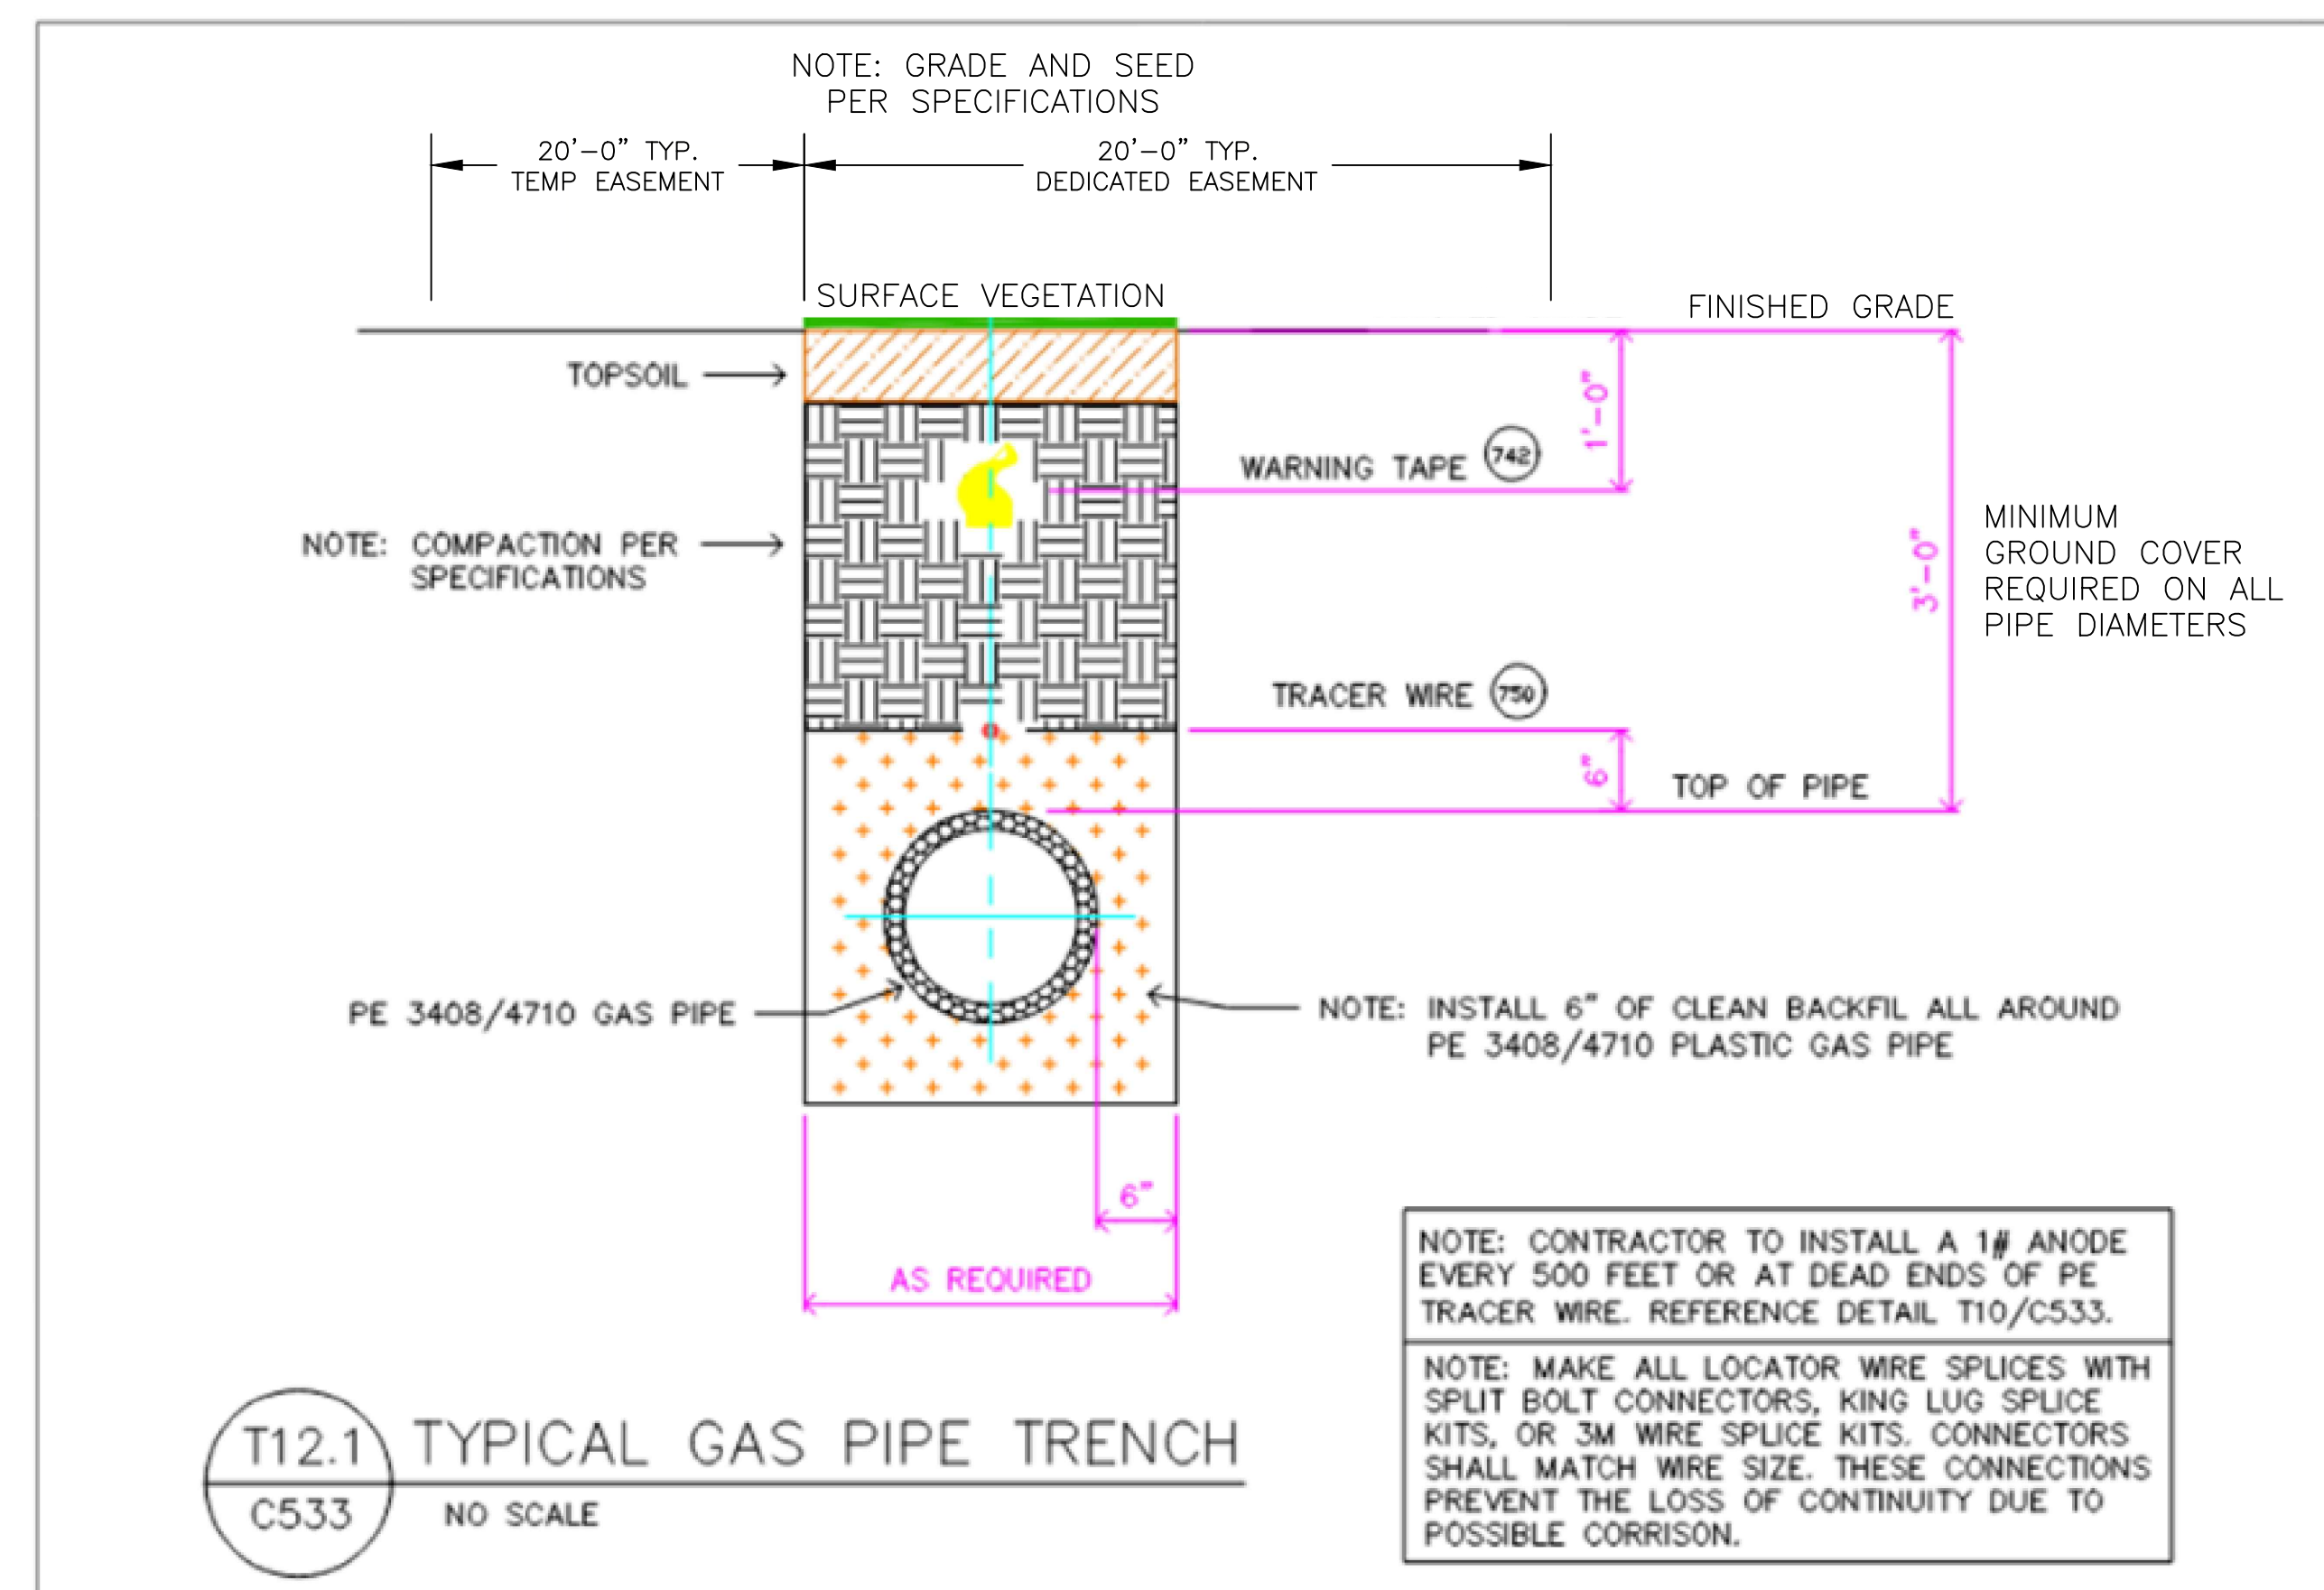 NOTE: GRADE AND SEED
PER SPECIFICATIONS
20'-0" TYP.
TEMP EASEMENT
20'-0" TYP.
DEDICATED EASEMENT
SURFACE VEGETATION
FINISHED GRADE
TOPSOIL
1'-0"
WARNING TAPE 742
NOTE: COMPACTION PER
SPECIFICATIONS
3'-0"
MINIMUM
GROUND COVER
REQUIRED ON ALL
PIPE DIAMETERS
TRACER WIRE 750
6"
TOP OF PIPE
PE 3408/4710 GAS PIPE
NOTE: INSTALL 6" OF CLEAN BACKFIL ALL AROUND
PE 3408/4710 PLASTIC GAS PIPE
6"
AS REQUIRED
NOTE: CONTRACTOR TO INSTALL A 1# ANODE
EVERY 500 FEET OR AT DEAD ENDS OF PE
TRACER WIRE. REFERENCE DETAIL T10/C533.
NOTE: MAKE ALL LOCATOR WIRE SPLICES WITH
SPLIT BOLT CONNECTORS, KING LUG SPLICE
KITS, OR 3M WIRE SPLICE KITS. CONNECTORS
SHALL MATCH WIRE SIZE. THESE CONNECTIONS
PREVENT THE LOSS OF CONTINUITY DUE TO
POSSIBLE CORRISON.
T12.1
C533
TYPICAL GAS PIPE TRENCH
NO SCALE